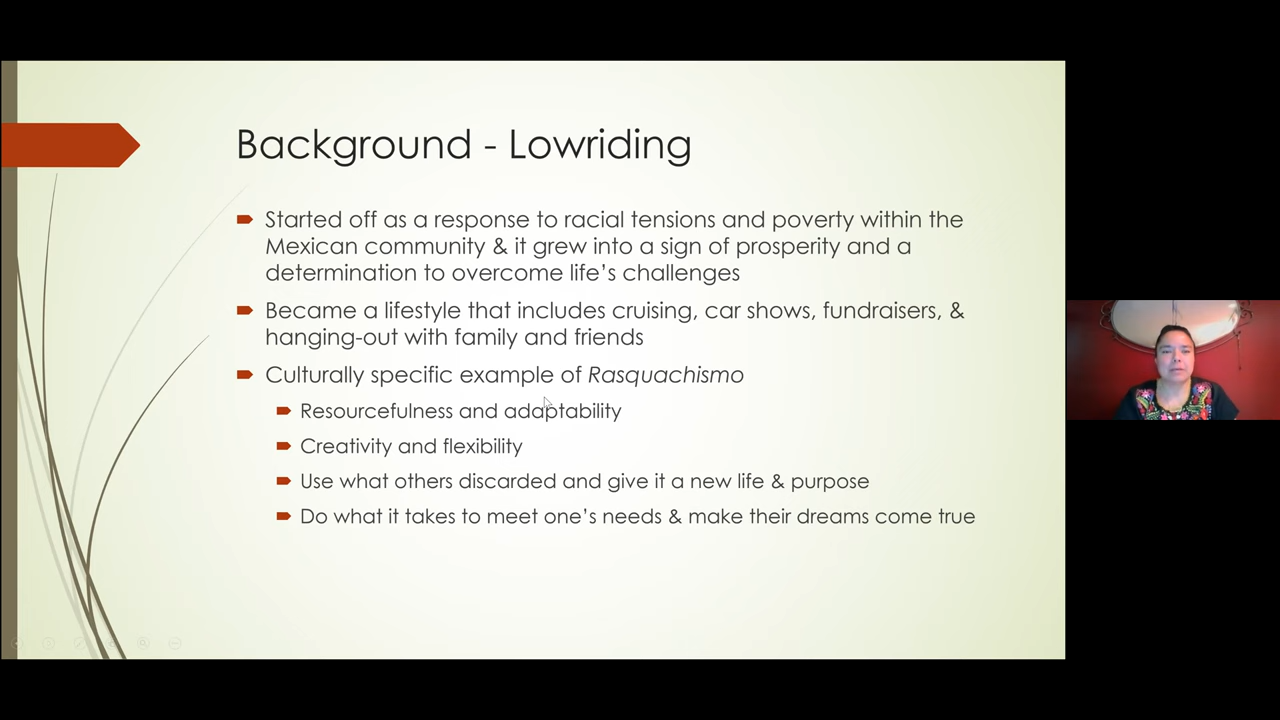 Background - Lowriding
Started off as a response to racial tensions and poverty within the
Mexican community & it grew into a sign of prosperity and a
determination to overcome life’s challenges
Became a lifestyle that includes cruising, car shows, fundraisers, &
hanging-out with family and friends
Culturally specific example of Rasquachismo
Resourcefulness and adaptability
Creativity and flexibility
Use what others discarded and give it a new life & purpose
Do what it takes to meet one’s needs & make their dreams come true